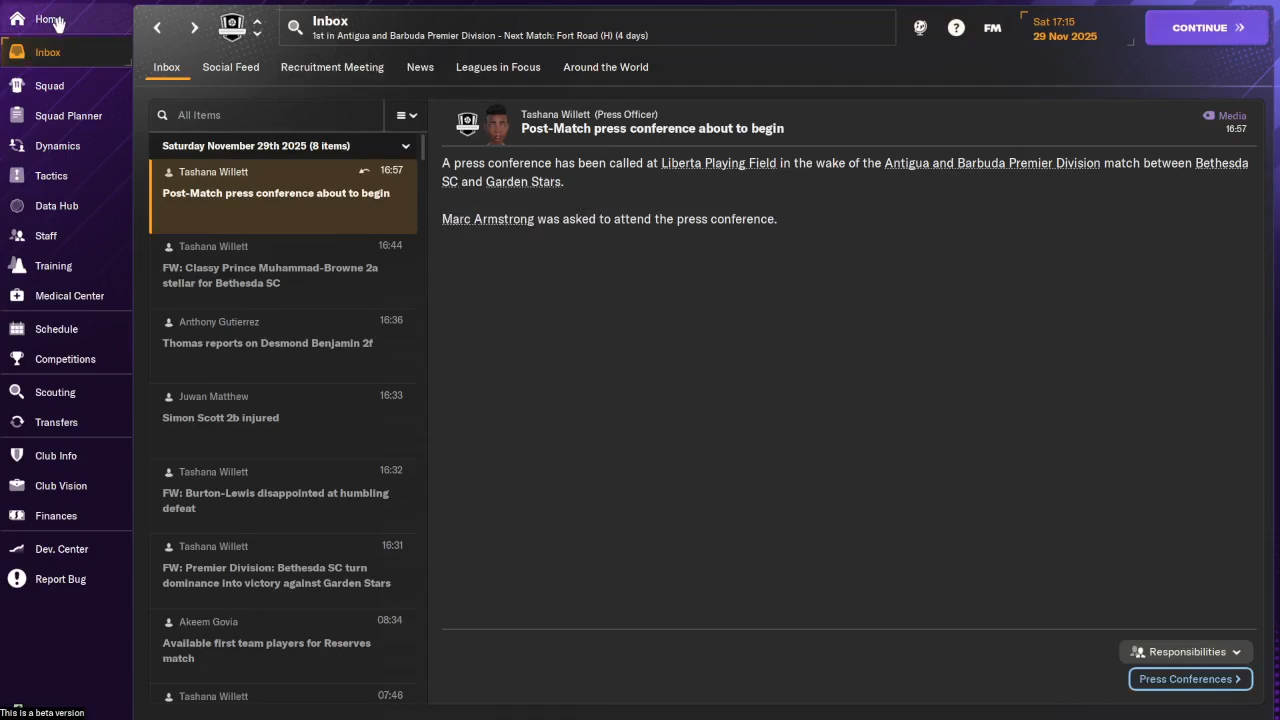 Home
Inbox
Squad
Squad Planner
Dynamics
Tactics
Data Hub
Staff
Training
Medical Center
Schedule
Competitions
Scouting
Transfers
Club Info
Club Vision
Finances
Dev. Center
Report Bug
This is a beta version
Inbox
1st in Antigua and Barbuda Premier Division - Next Match: Fort Road (H) (4 days)
FM
Sat 17:15
29 Nov 2025
CONTINUE
Inbox
Social Feed
Recruitment Meeting
News
Leagues in Focus
Around the World
All Items
Saturday November 29th 2025 (8 items)
Tashana Willett 16:57
Post-Match press conference about to begin
Tashana Willett 16:44
FW: Classy Prince Muhammad-Browne 2a
stellar for Bethesda SC
Anthony Gutierrez 16:36
Thomas reports on Desmond Benjamin 2f
Juwan Matthew 16:33
Simon Scott 2b injured
Tashana Willett 16:32
FW: Burton-Lewis disappointed at humbling
defeat
Tashana Willett 16:31
FW: Premier Division: Bethesda SC turn
dominance into victory against Garden Stars
Akeem Govia 08:34
Available first team players for Reserves
match
Tashana Willett 07:46
Tashana Willett (Press Officer)
Post-Match press conference about to begin
Media
16:57
A press conference has been called at Liberta Playing Field in the wake of the Antigua and Barbuda Premier Division match between Bethesda
SC and Garden Stars.
Marc Armstrong was asked to attend the press conference.
Responsibilities
Press Conferences